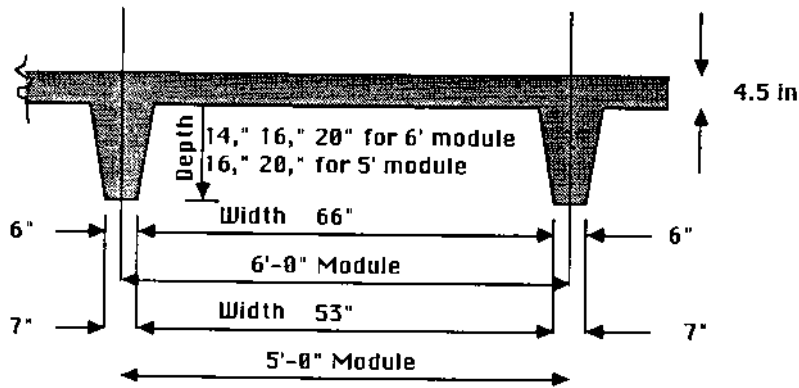 4.5 in
Depth
14," 16," 20" for 6' module
16," 20," for 5' module
6" Width 66" 6"
6'-0" Module
7" Width 53" 7"
5'-0" Module